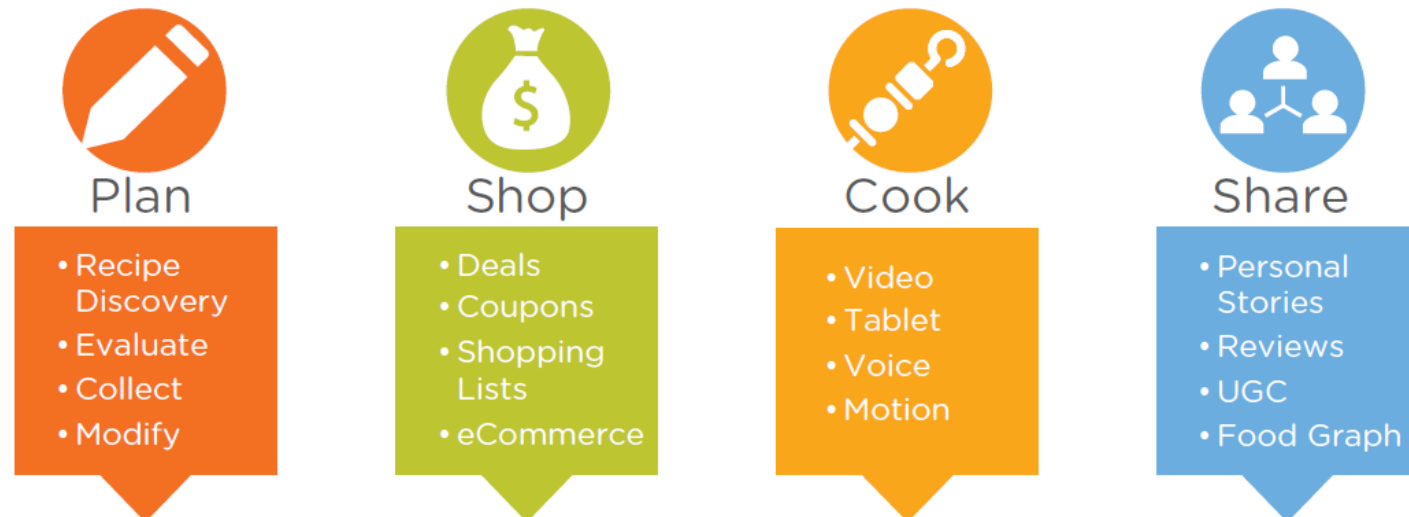 $
Plan
• Recipe
Discovery
• Evaluate
• Collect
• Modify
Shop
• Deals
• Coupons
• Shopping
Lists
• eCommerce
Cook
• Video
• Tablet
• Voice
• Motion
Share
• Personal
Stories
• Reviews
• UGC
• Food Graph